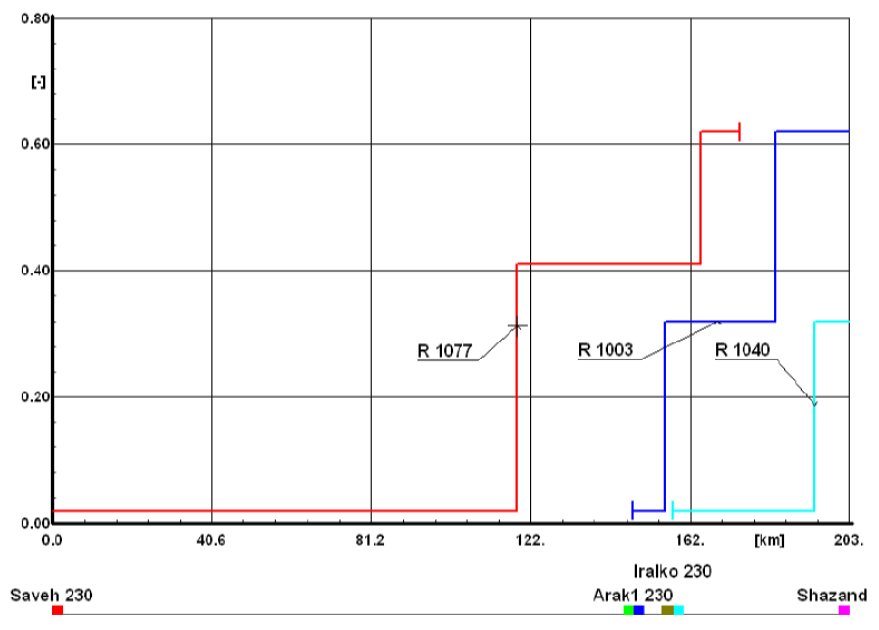 0.80
[-]
0.60
0.40
R 1077
R 1003
R 1040
0.20
0.00
0.0
40.6
81.2
122.
162.
[km]
203.
Iralko 230
Saveh 230
Arak1 230
Shazand